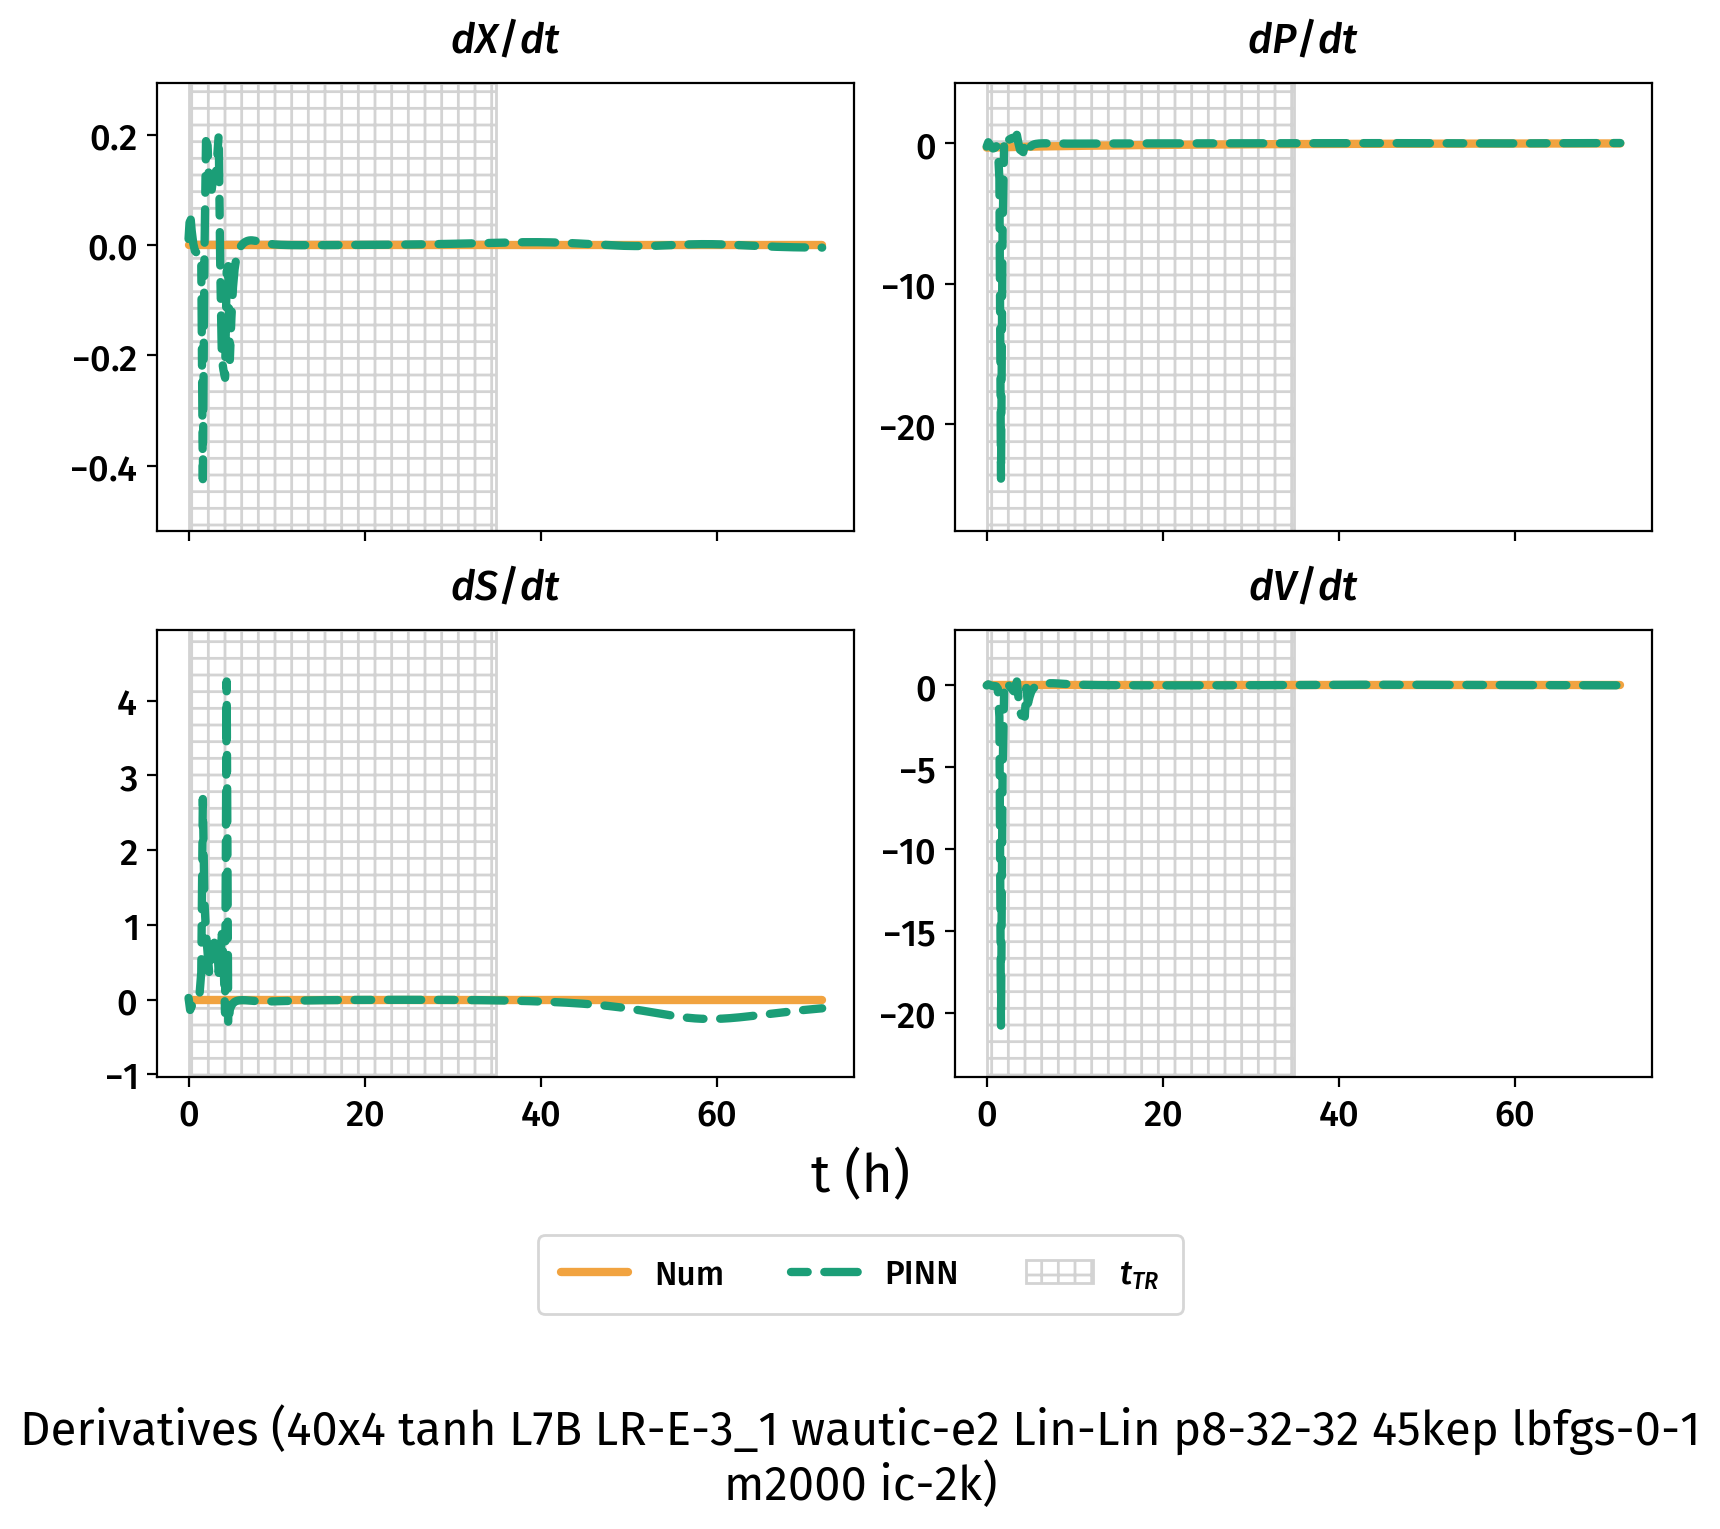 dX/dt
dP/dt
0.2
0.0
−0.2
−0.4
0
−10
−20
dS/dt
dV/dt
4
3
2
1
0
−1
0
−5
−10
−15
−20
0 20 40 60
0 20 40 60
t (h)
Num PINN tTR
Derivatives (40x4 tanh L7B LR-E-3_1 wautic-e2 Lin-Lin p8-32-32 45kep lbfgs-0-1
m2000 ic-2k)